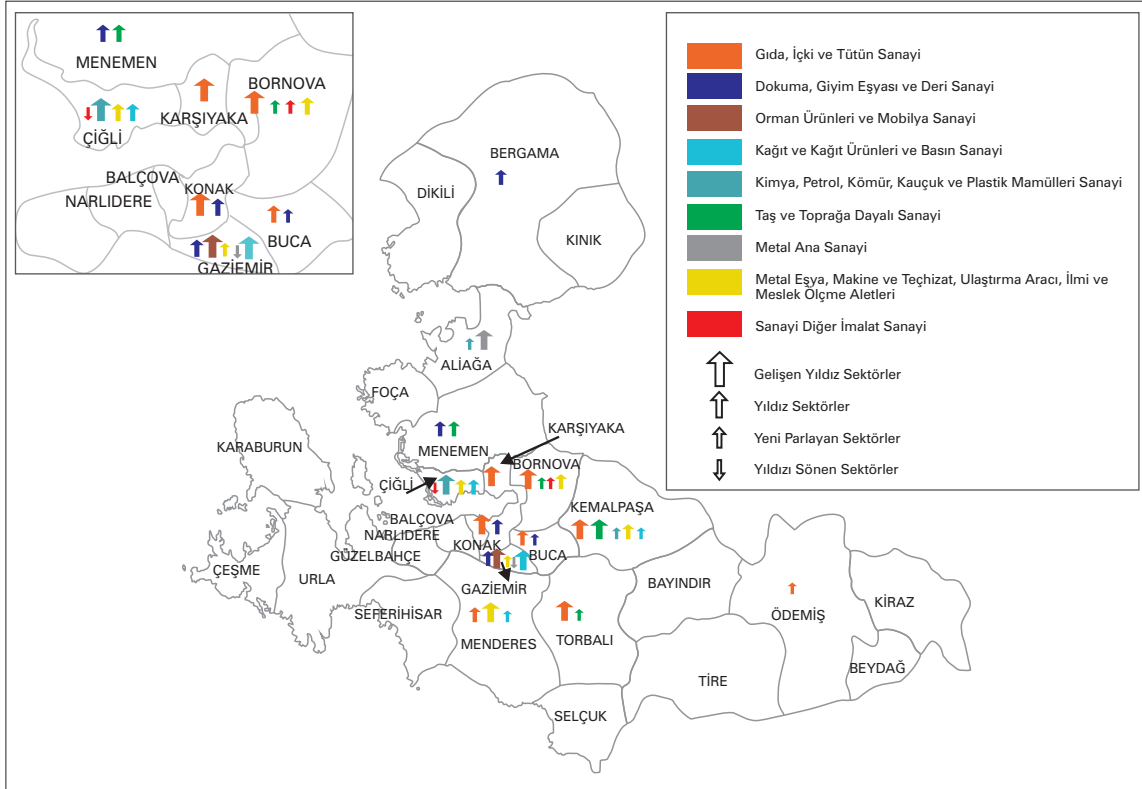 MENEMEN
BORNOVA
KARŞIYAKA
ÇİĞLİ
BALÇOVA
KONAK
NARLIDERE
BUCA
GAZİEMİR
Gıda, İçki ve Tütün Sanayi
Dokuma, Giyim Eşyası ve Deri Sanayi
Orman Ürünleri ve Mobilya Sanayi
Kağıt ve Kağıt Ürünleri ve Basın Sanayi
Kimya, Petrol, Kömür, Kauçuk ve Plastik Mamülleri Sanayi
Taş ve Toprağa Dayalı Sanayi
Metal Ana Sanayi
Metal Eşya, Makine ve Teçhizat, Ulaştırma Aracı, İlmi ve
Meslek Ölçme Aletleri
Sanayi Diğer İmalat Sanayi
Gelişen Yıldız Sektörler
Yıldız Sektörler
Yeni Parlayan Sektörler
Yıldızı Sönen Sektörler
BERGAMA
DİKİLİ
KINIK
ALİAĞA
FOÇA
KARŞIYAKA
KARABURUN
MENEMEN
BORNOVA
ÇİĞLİ
KEMALPAŞA
BALÇOVA
NARLIDERE
KONAK
GÜZELBAHÇE
BUCA
ÇEŞME
URLA
BAYINDIR
GAZİEMİR
KİRAZ
SEFERİHİSAR
ÖDEMİŞ
MENDERES
TORBALI
BEYDAĞ
TİRE
SELÇUK